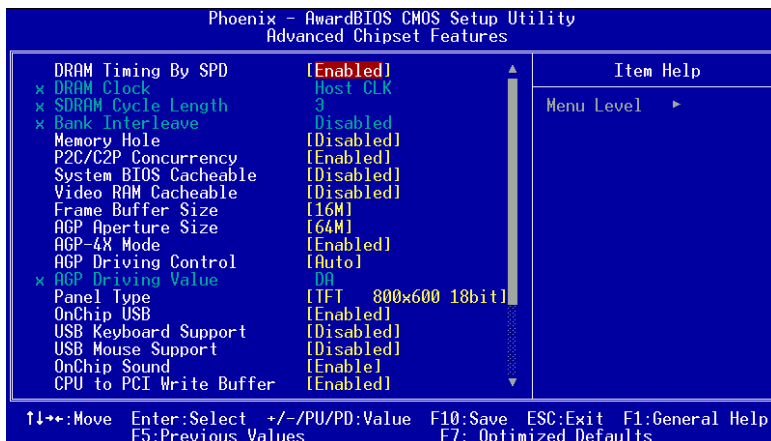 Phoenix - AwardBIOS CMOS Setup Utility
Advanced Chipset Features
DRAM Timing By SPD [Enabled]
x DRAM Clock Host CLK
x SDRAM Cycle Length 3
x Bank Interleave Disabled
Memory Hole [Disabled]
P2C/C2P Concurrency [Enabled]
System BIOS Cacheable [Disabled]
Video RAM Cacheable [Disabled]
Frame Buffer Size [16M]
AGP Aperture Size [64M]
AGP-4X Mode [Enabled]
AGP Driving Control [Auto]
x AGP Driving Value DA
Panel Type [TFT 800x600 18bit]
OnChip USB [Enabled]
USB Keyboard Support [Disabled]
USB Mouse Support [Disabled]
OnChip Sound [Enable]
CPU to PCI Write Buffer [Enabled]
Item Help
Menu Level ►
↑↓→←:Move Enter:Select +/-/PU/PD:Value F10:Save ESC:Exit F1:General Help
F5:Previous Values F7: Optimized Defaults